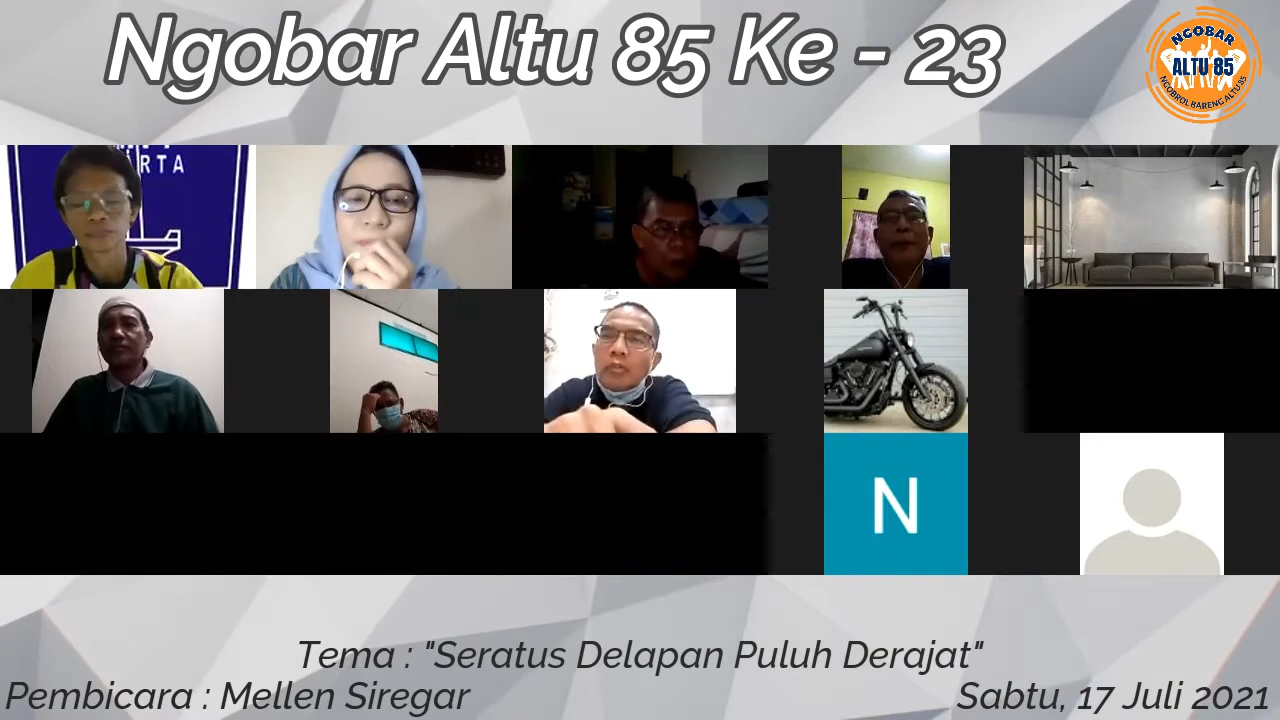 Ngobar Altu 85 Ke - 23
NGOBAR
ALTU 85
NGOBROL BARENG ALTU 85
ARTA
N
Tema : "Seratus Delapan Puluh Derajat"
Pembicara : Mellen Siregar
Sabtu, 17 Juli 2021